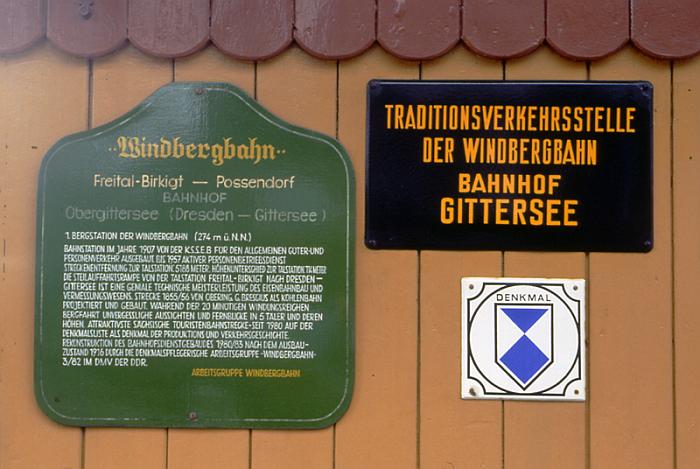 Windbergbahn
Freital-Birkigt — Possendorf
BAHNHOF
Obergittersee (Dresden - Gittersee)
1. BERGSTATION DER WINDBERGBAHN (274 m ü.N.N.)
BAHNSTATION IM JAHRE 1907 VON DER K.S.S.E.B FÜR DEN ALLGEMEINEN GÜTER-UND
PERSONENVERKEHR AUSGEBAUT. BIS 1957 AKTIVER PERSONENBETRIEBSDIENST
STRECKENENTFERNUNG ZUR TALSTATION: 5188 METER. HÖHENUNTERSCHIED ZUR TALSTATION METER
DIE STEILAUFFAHRTSRAMPE VON DER TALSTATION FREITAL-BIRKIGT NACH DRESDEN-
GITTERSEE IST EINE GENIALE TECHNISCHE MEISTERLEISTUNG DES EISENBAHNBAU UND
VERMESSUNGSWESENS. STRECKE 1855/56 VON OBERING. G. BRESCIUS ALS KOHLENBAHN
PROJEKTIERT UND GEBAUT. WÄHREND DER 20 MINÜTIGEN WINDUNGSREICHEN
BERGFAHRT UNVERGESSLICHE AUSSICHTEN UND FERNBLICKE IN 5 TÄLER UND DEREN
HÖHEN. ATTRAKTIVSTE SÄCHSISCHE TOURISTENBAHNSTRECKE-SEIT 1980 AUF DER
DENKMALSLISTE ALS DENKMAL DER PRODUKTIONS UND VERKEHRSGESCHICHTE.
REKONSTRUKTION DES BAHNHOFSDIENSTGEBÄUDES 1980/83 NACH DEM AUSBAU-
ZUSTAND 1916 DURCH DIE DENKMALSPFLEGERISCHE ARBEITSGRUPPE-WINDBERGBAHN-
3/82 IM DMV DER DDR.
ARBEITSGRUPPE WINDBERGBAHN
TRADITIONSVERKEHRSSTELLE
DER WINDBERGBAHN
BAHNHOF
GITTERSEE
DENKMAL